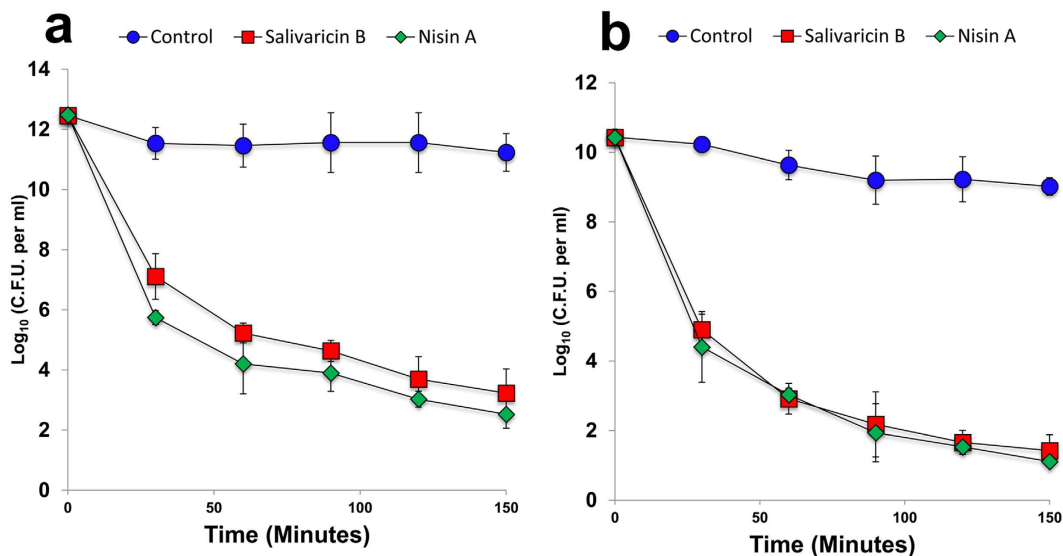 a
Control Salivaricin B Nisin A
14
12
10
8
6
4
2
0
Log₁₀ (C.F.U. per ml)
0 50 100 150
Time (Minutes)
b
Control Salivaricin B Nisin A
12
10
8
6
4
2
0
Log₁₀ (C.F.U. per ml)
0 50 100 150
Time (Minutes)